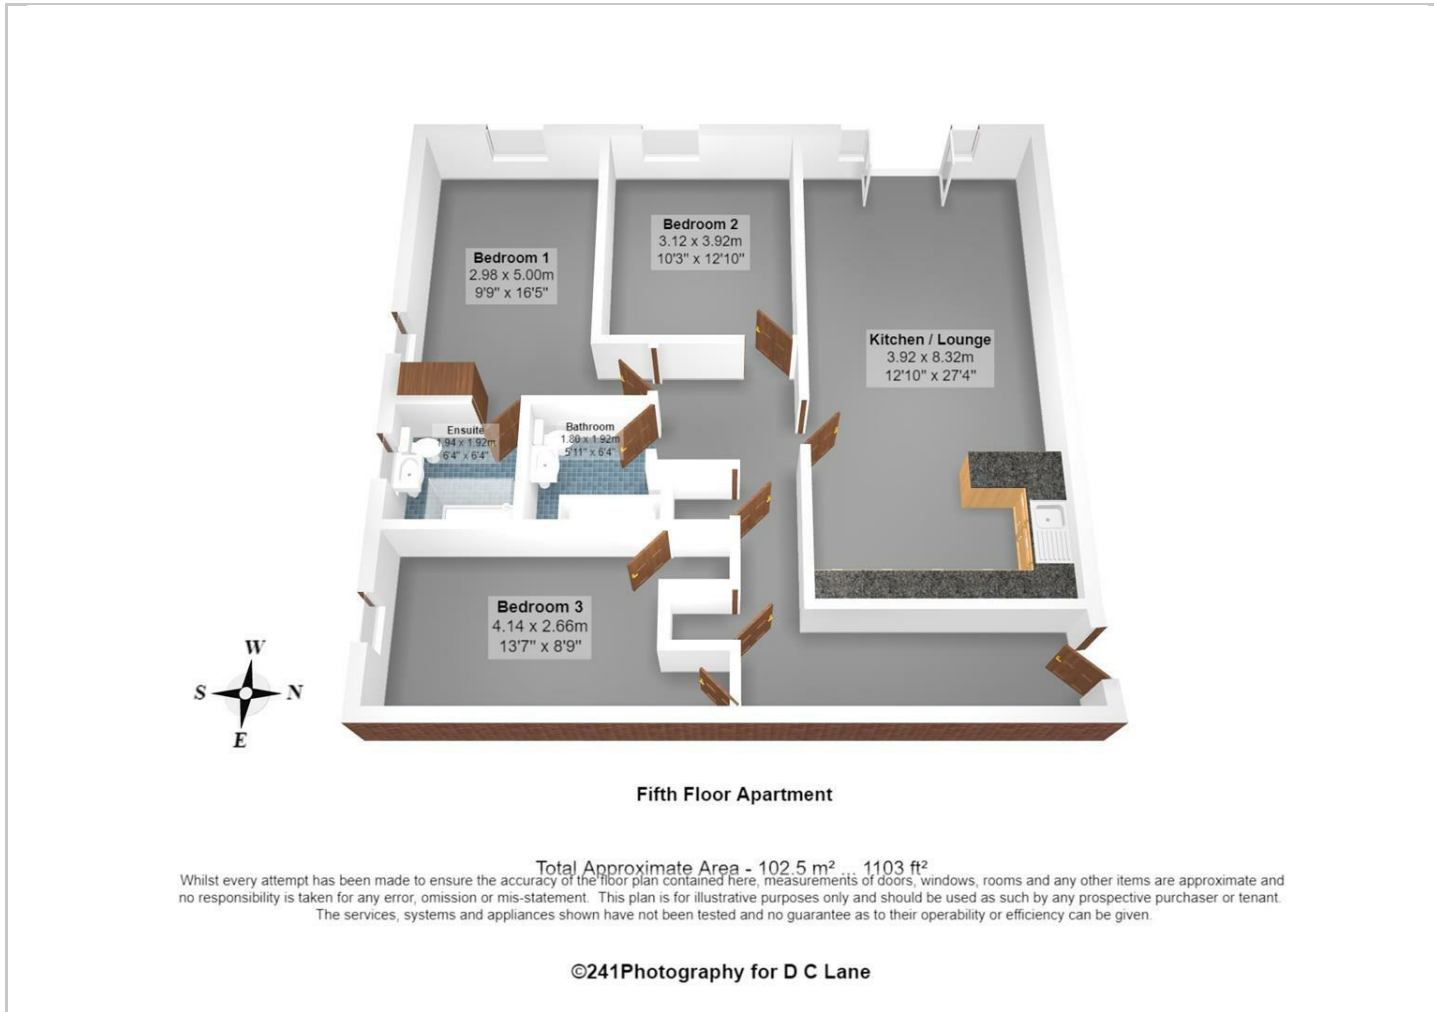 Bedroom 1
2.98 x 5.00m
9'9" x 16'5"
Bedroom 2
3.12 x 3.92m
10'3" x 12'10"
Kitchen / Lounge
3.92 x 8.32m
12'10" x 27'4"
Ensuite
1.94 x 1.92m
6'4" x 6'4"
Bathroom
1.80 x 1.92m
5'11" x 6'4"
Bedroom 3
4.14 x 2.66m
13'7" x 8'9"
W
S N
E
Fifth Floor Apartment
Total Approximate Area - 102.5 m² ... 1103 ft²
Whilst every attempt has been made to ensure the accuracy of the floor plan contained here, measurements of doors, windows, rooms and any other items are approximate and
no responsibility is taken for any error, omission or mis-statement. This plan is for illustrative purposes only and should be used as such by any prospective purchaser or tenant.
The services, systems and appliances shown have not been tested and no guarantee as to their operability or efficiency can be given.
©241Photography for D C Lane